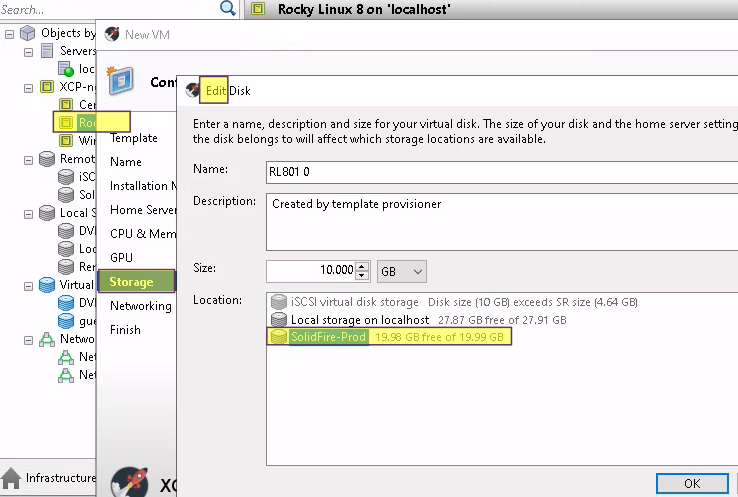 Search...
Rocky Linux 8 on 'localhost'
Objects by
Servers
loc
XCP-n
Cer
Roc
Win
Remot
iSC
Sol
Local S
DV
Loc
Rer
Virtual
DV
gue
Netwo
Net
Net
Infrastructure
New VM
Con
Template
Name
Installation M
Home Server
CPU & Mem
GPU
Storage
Networking
Finish
XC
Edit Disk
Enter a name, description and size for your virtual disk. The size of your disk and the home server setting
the disk belongs to will affect which storage locations are available.
Name:
RL801 0
Description:
Created by template provisioner
Size:
10.000
GB
Location:
iSCSI virtual disk storage Disk size (10 GB) exceeds SR size (4.64 GB)
Local storage on localhost 27.87 GB free of 27.91 GB
SolidFire-Prod 19.98 GB free of 19.99 GB
OK